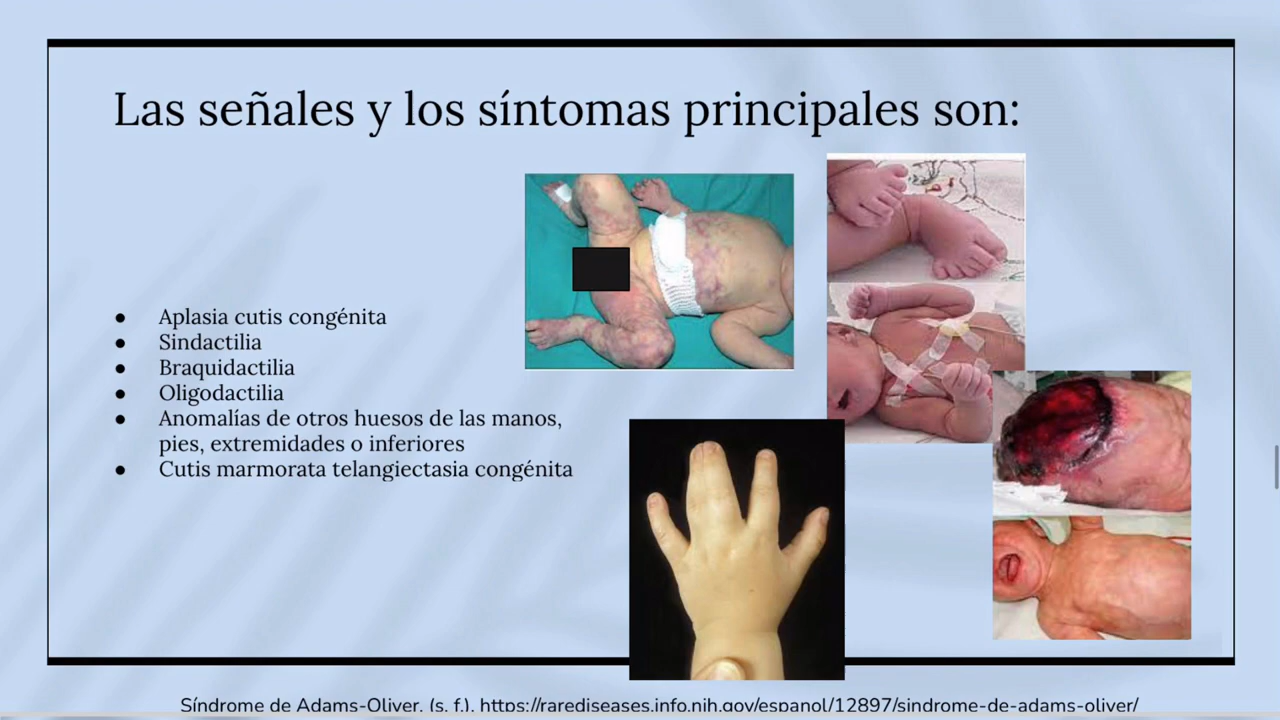 Las señales y los síntomas principales son:
● Aplasia cutis congénita
● Sindactilia
● Braquidactilia
● Oligodactilia
● Anomalías de otros huesos de las manos,
pies, extremidades o inferiores
● Cutis marmorata telangiectasia congénita
Síndrome de Adams-Oliver. (s. f.). https://rarediseases.info.nih.gov/espanol/12897/sindrome-de-adams-oliver/